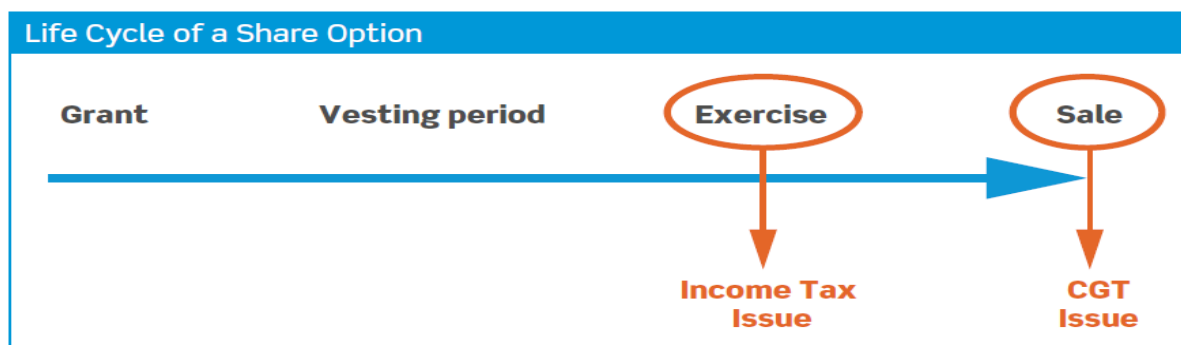 Life Cycle of a Share Option
Grant Vesting period Exercise Sale
Income Tax
Issue
CGT
Issue